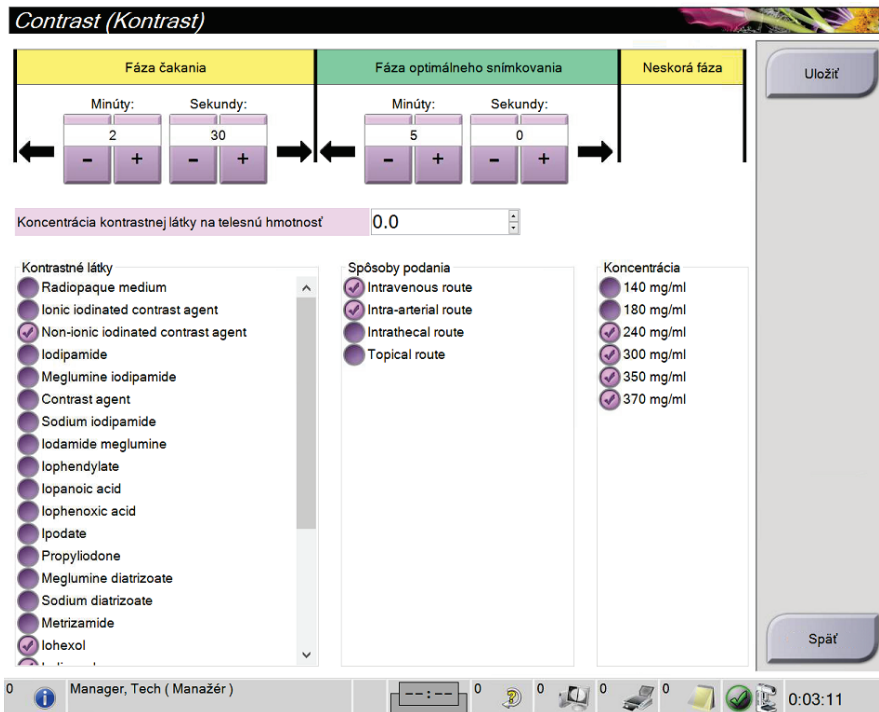 Contrast (Kontrast)
Fáza čakania
Fáza optimálneho snímkovania
Neskorá fáza
Uložiť
Minúty:
Sekundy:
Minúty:
Sekundy:
2
30
5
0
- + - + - + - +
Koncentrácia kontrastnej látky na telesnú hmotnosť
0.0
Kontrastné látky
Radiopaque medium
Ionic iodinated contrast agent
Non-ionic iodinated contrast agent
Iodipamide
Meglumine iodipamide
Contrast agent
Sodium iodipamide
Iodamide meglumine
Iophendylate
Iopanoic acid
Iophenoxic acid
Ipodate
Propyliodone
Meglumine diatrizoate
Sodium diatrizoate
Metrizamide
Iohexol
Spôsoby podania
Intravenous route
Intra-arterial route
Intrathecal route
Topical route
Koncentrácia
140 mg/ml
180 mg/ml
240 mg/ml
300 mg/ml
350 mg/ml
370 mg/ml
Späť
0
Manager, Tech ( Manažér )
--:--
0
0
0
0
0:03:11